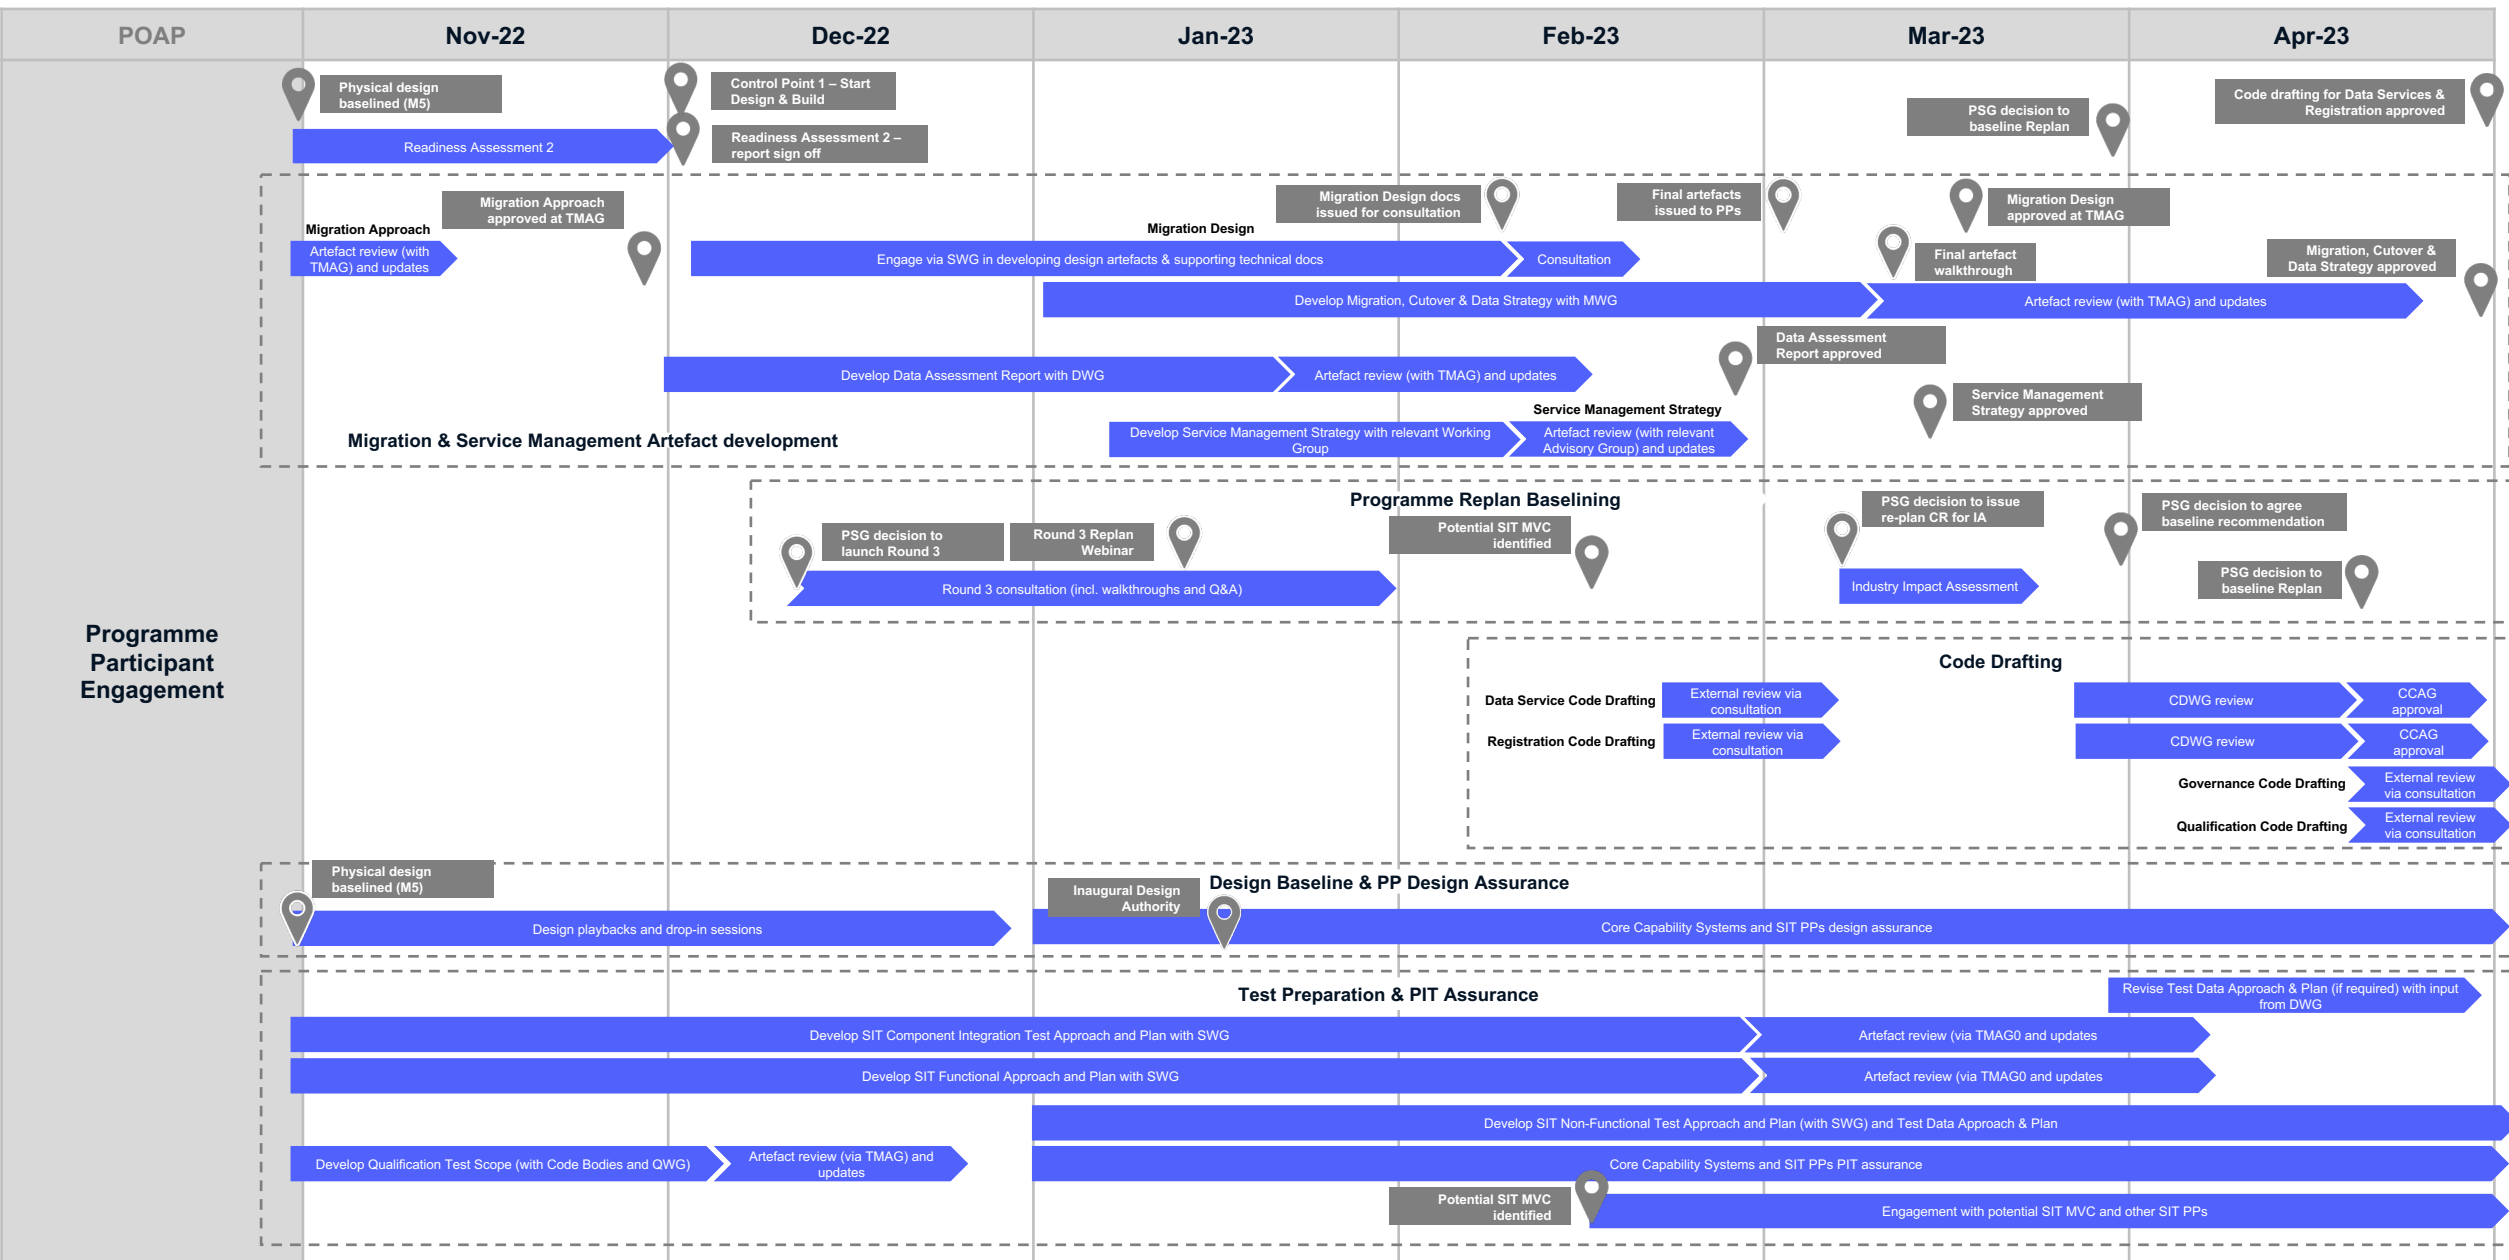 POAP
Nov-22
Dec-22
Jan-23
Feb-23
Mar-23
Apr-23
Physical design
baselined (M5)
Control Point 1 – Start
Design & Build
PSG decision to
baseline Replan
Code drafting for Data Services &
Registration approved
Readiness Assessment 2
Readiness Assessment 2 –
report sign off
Migration Approach
approved at TMAG
Migration Design docs
issued for consultation
Final artefacts
issued to PPs
Migration Design
approved at TMAG
Migration Approach
Migration Design
Artefact review (with
TMAG) and updates
Engage via SWG in developing design artefacts & supporting technical docs
Consultation
Final artefact
walkthrough
Migration, Cutover &
Data Strategy approved
Develop Migration, Cutover & Data Strategy with MWG
Artefact review (with TMAG) and updates
Data Assessment
Report approved
Develop Data Assessment Report with DWG
Artefact review (with TMAG) and updates
Service Management
Strategy approved
Service Management Strategy
Migration & Service Management Artefact development
Develop Service Management Strategy with relevant Working
Group
Artefact review (with relevant
Advisory Group) and updates
Programme Replan Baselining
PSG decision to
launch Round 3
Round 3 Replan
Webinar
Potential SIT MVC
identified
PSG decision to issue
re-plan CR for IA
PSG decision to agree
baseline recommendation
Round 3 consultation (incl. walkthroughs and Q&A)
Industry Impact Assessment
PSG decision to
baseline Replan
Programme
Participant
Engagement
Code Drafting
Data Service Code Drafting
External review via
consultation
CDWG review
CCAG
approval
Registration Code Drafting
External review via
consultation
CDWG review
CCAG
approval
Governance Code Drafting
External review
via consultation
Qualification Code Drafting
External review
via consultation
Physical design
baselined (M5)
Design Baseline & PP Design Assurance
Inaugural Design
Authority
Design playbacks and drop-in sessions
Core Capability Systems and SIT PPs design assurance
Test Preparation & PIT Assurance
Revise Test Data Approach & Plan (if required) with input
from DWG
Develop SIT Component Integration Test Approach and Plan with SWG
Artefact review (via TMAG0 and updates
Develop SIT Functional Approach and Plan with SWG
Artefact review (via TMAG0 and updates
Develop SIT Non-Functional Test Approach and Plan (with SWG) and Test Data Approach & Plan
Develop Qualification Test Scope (with Code Bodies and QWG)
Artefact review (via TMAG) and
updates
Core Capability Systems and SIT PPs PIT assurance
Potential SIT MVC
identified
Engagement with potential SIT MVC and other SIT PPs